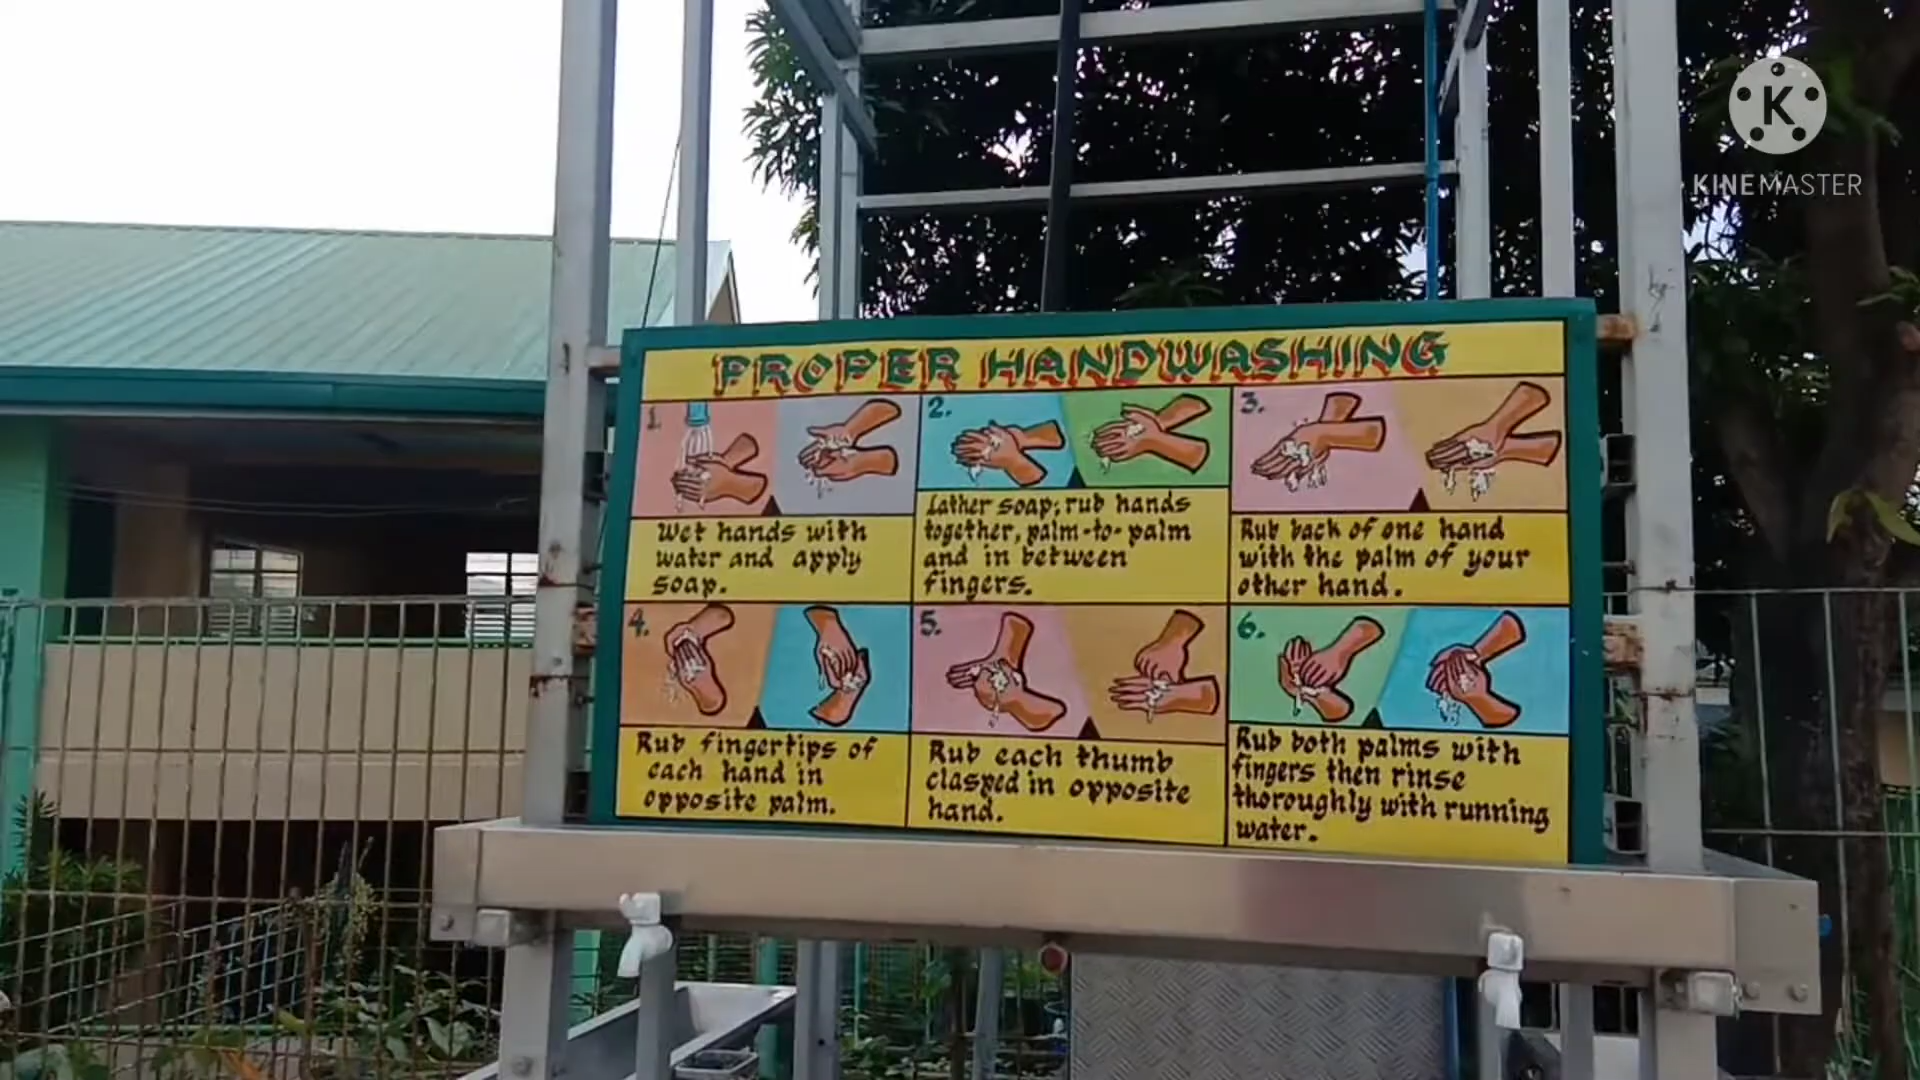 PROPER HANDWASHING
1.
Wet hands with
water and apply
soap.
2.
Lather soap; rub hands
together, palm-to-palm
and in between
fingers.
3.
Rub back of one hand
with the palm of your
other hand.
4.
Rub fingertips of
each hand in
opposite palm.
5.
Rub each thumb
clasped in opposite
hand.
6.
Rub both palms with
fingers then rinse
thoroughly with running
water.
K
KINEMASTER